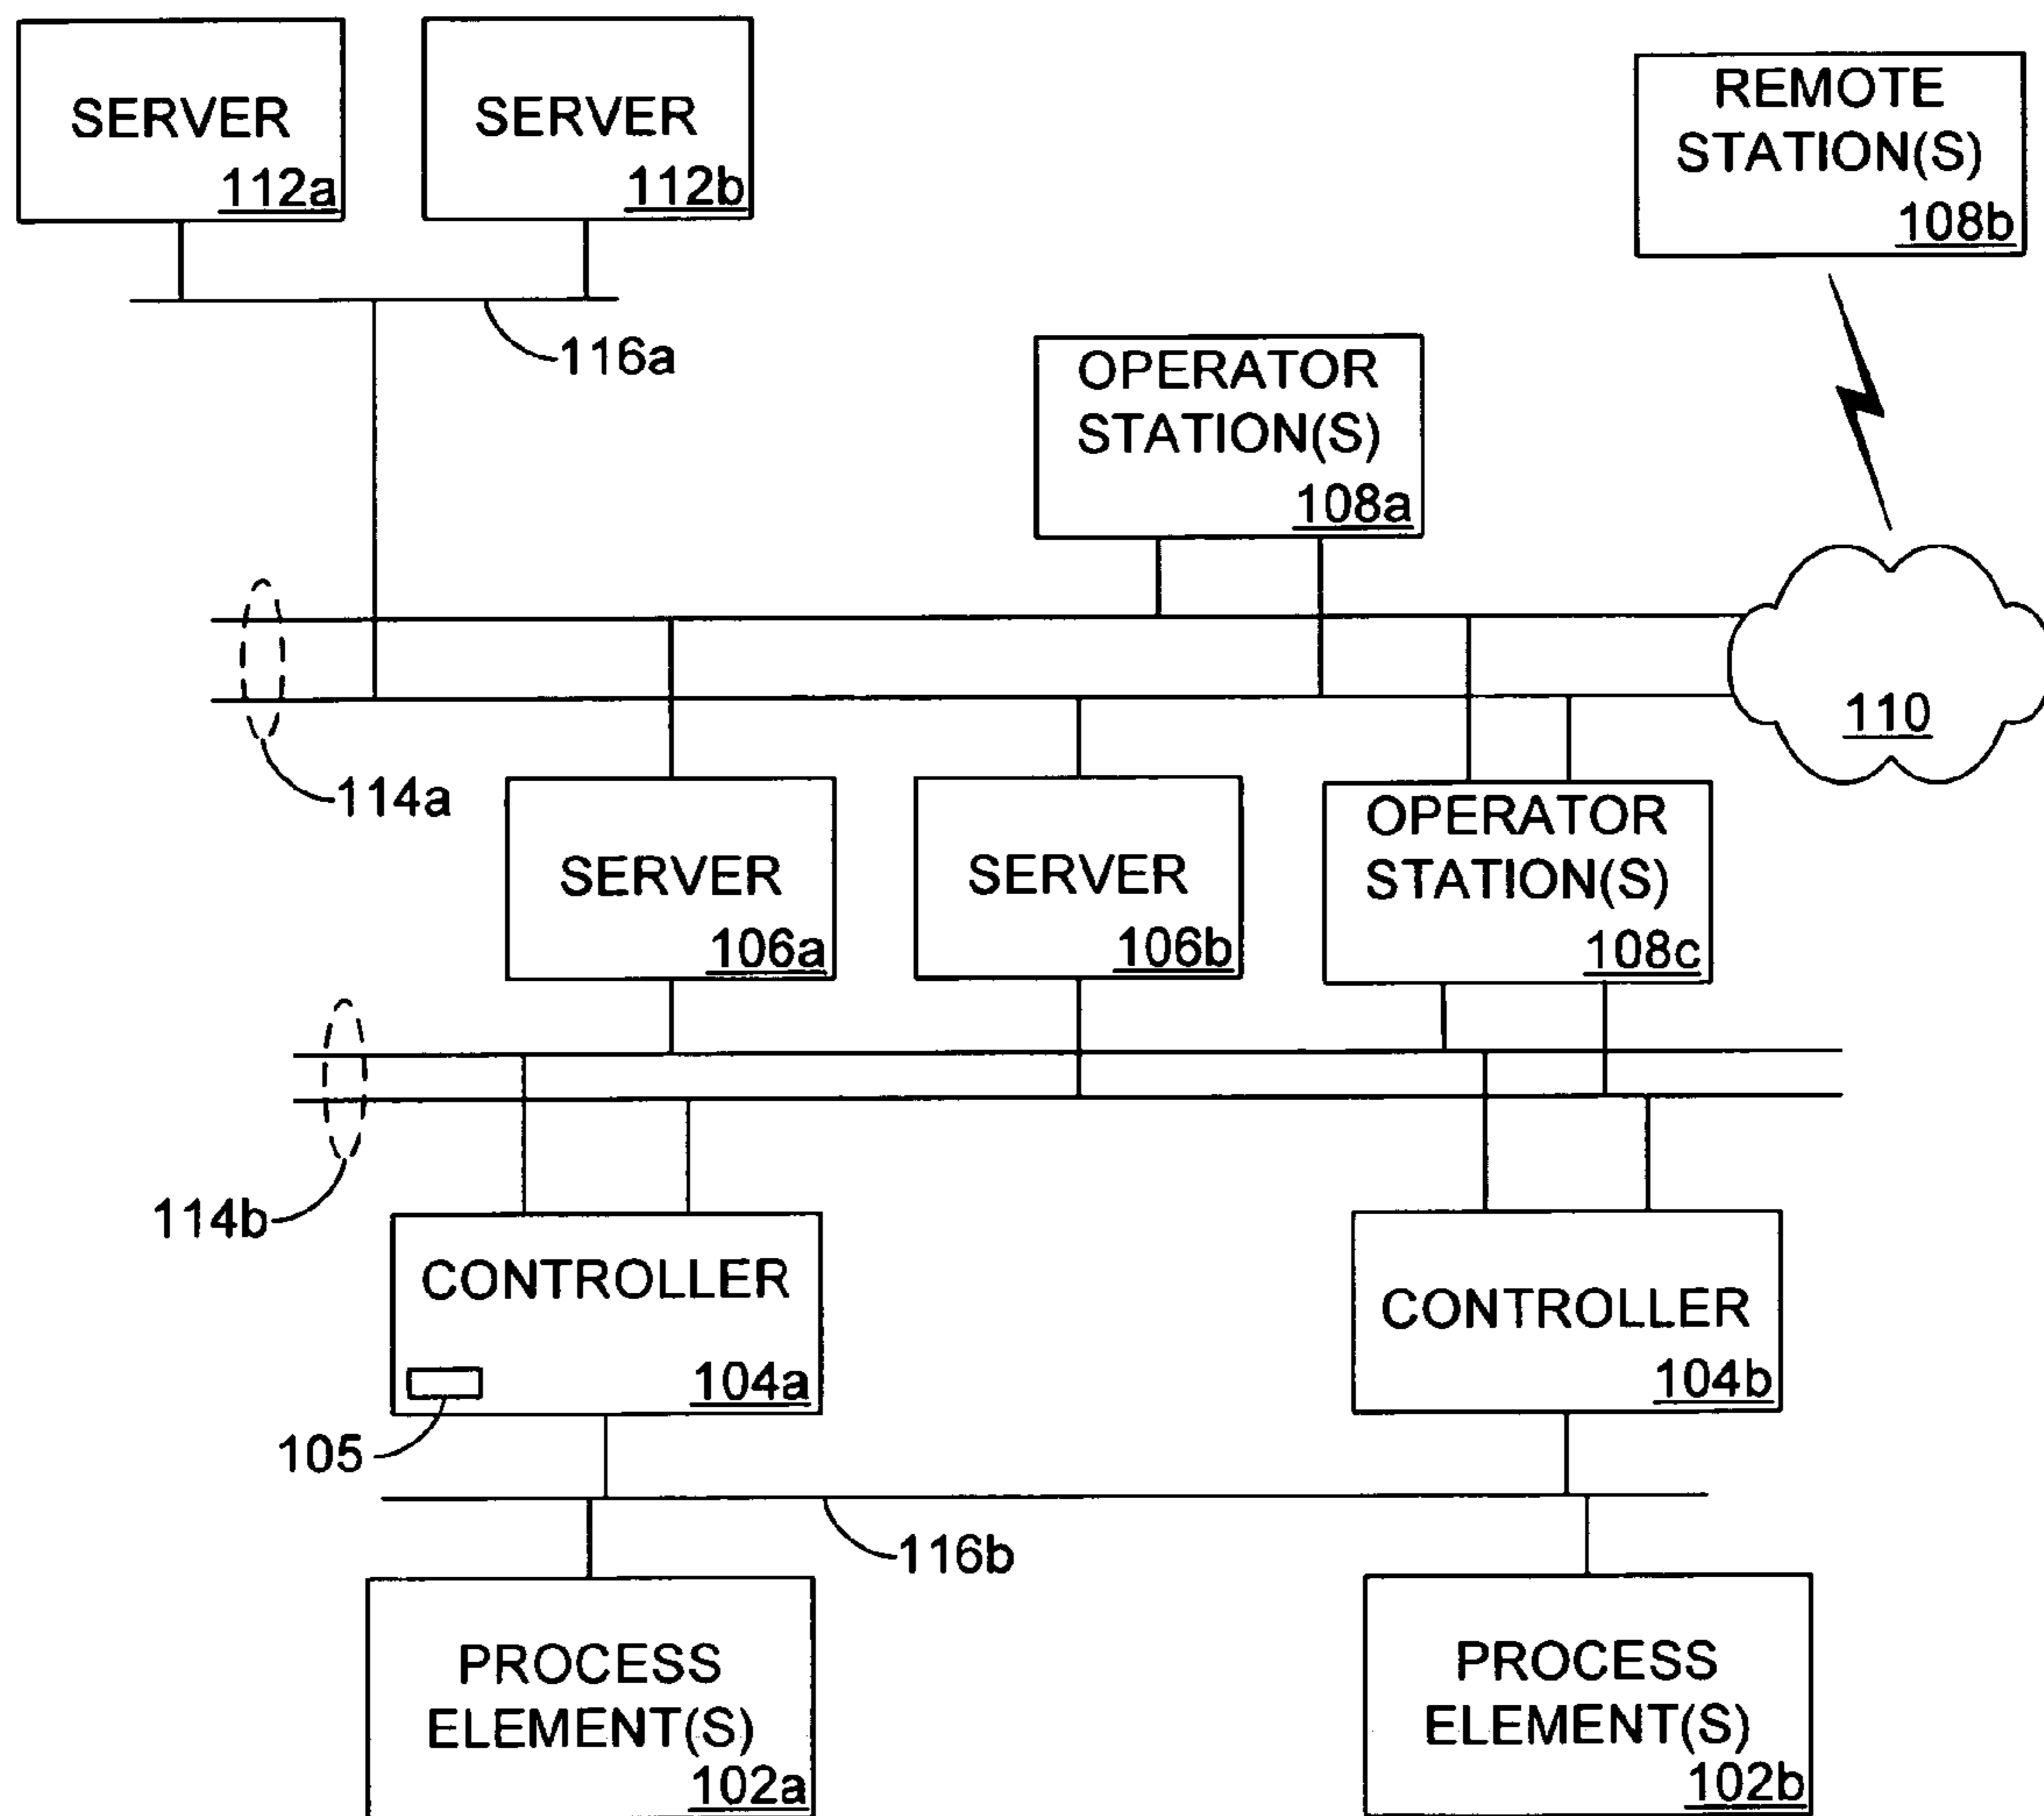 SERVER
112a
SERVER
112b
REMOTE
STATION(S)
108b
116a
OPERATOR
STATION(S)
108a
110
114a
SERVER
106a
SERVER
106b
OPERATOR
STATION(S)
108c
114b
CONTROLLER
104a
105
CONTROLLER
104b
116b
PROCESS
ELEMENT(S)
102a
PROCESS
ELEMENT(S)
102b